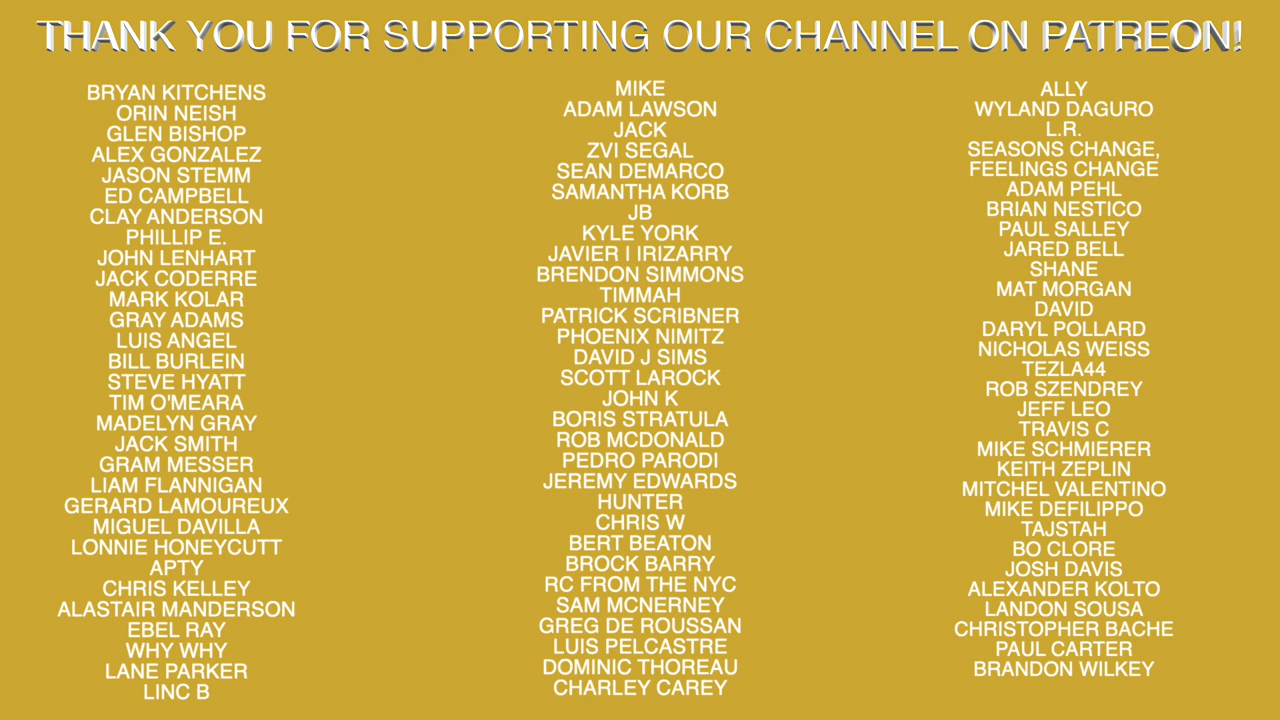 THANK YOU FOR SUPPORTING OUR CHANNEL ON PATREON!
BRYAN KITCHENS
ORIN NEISH
GLEN BISHOP
ALEX GONZALEZ
JASON STEMM
ED CAMPBELL
CLAY ANDERSON
PHILLIP E.
JOHN LENHART
JACK CODERRE
MARK KOLAR
GRAY ADAMS
LUIS ANGEL
BILL BURLEIN
STEVE HYATT
TIM O'MEARA
MADELYN GRAY
JACK SMITH
GRAM MESSER
LIAM FLANNIGAN
GERARD LAMOUREUX
MIGUEL DAVILLA
LONNIE HONEYCUTT
APTY
CHRIS KELLEY
ALASTAIR MANDERSON
EBEL RAY
WHY WHY
LANE PARKER
LINC B
MIKE
ADAM LAWSON
JACK
ZVI SEGAL
SEAN DEMARCO
SAMANTHA KORB
JB
KYLE YORK
JAVIER I IRIZARRY
BRENDON SIMMONS
TIMMAH
PATRICK SCRIBNER
PHOENIX NIMITZ
DAVID J SIMS
SCOTT LAROCK
JOHN K
BORIS STRATULA
ROB MCDONALD
PEDRO PARODI
JEREMY EDWARDS
HUNTER
CHRIS W
BERT BEATON
BROCK BARRY
RC FROM THE NYC
SAM MCNERNEY
GREG DE ROUSSAN
LUIS PELCASTRE
DOMINIC THOREAU
CHARLEY CAREY
ALLY
WYLAND DAGURO
L.R.
SEASONS CHANGE,
FEELINGS CHANGE
ADAM PEHL
BRIAN NESTICO
PAUL SALLEY
JARED BELL
SHANE
MAT MORGAN
DAVID
DARYL POLLARD
NICHOLAS WEISS
TEZLA44
ROB SZENDREY
JEFF LEO
TRAVIS C
MIKE SCHMIERER
KEITH ZEPLIN
MITCHEL VALENTINO
MIKE DEFILIPPO
TAJSTAH
BO CLORE
JOSH DAVIS
ALEXANDER KOLTO
LANDON SOUSA
CHRISTOPHER BACHE
PAUL CARTER
BRANDON WILKEY